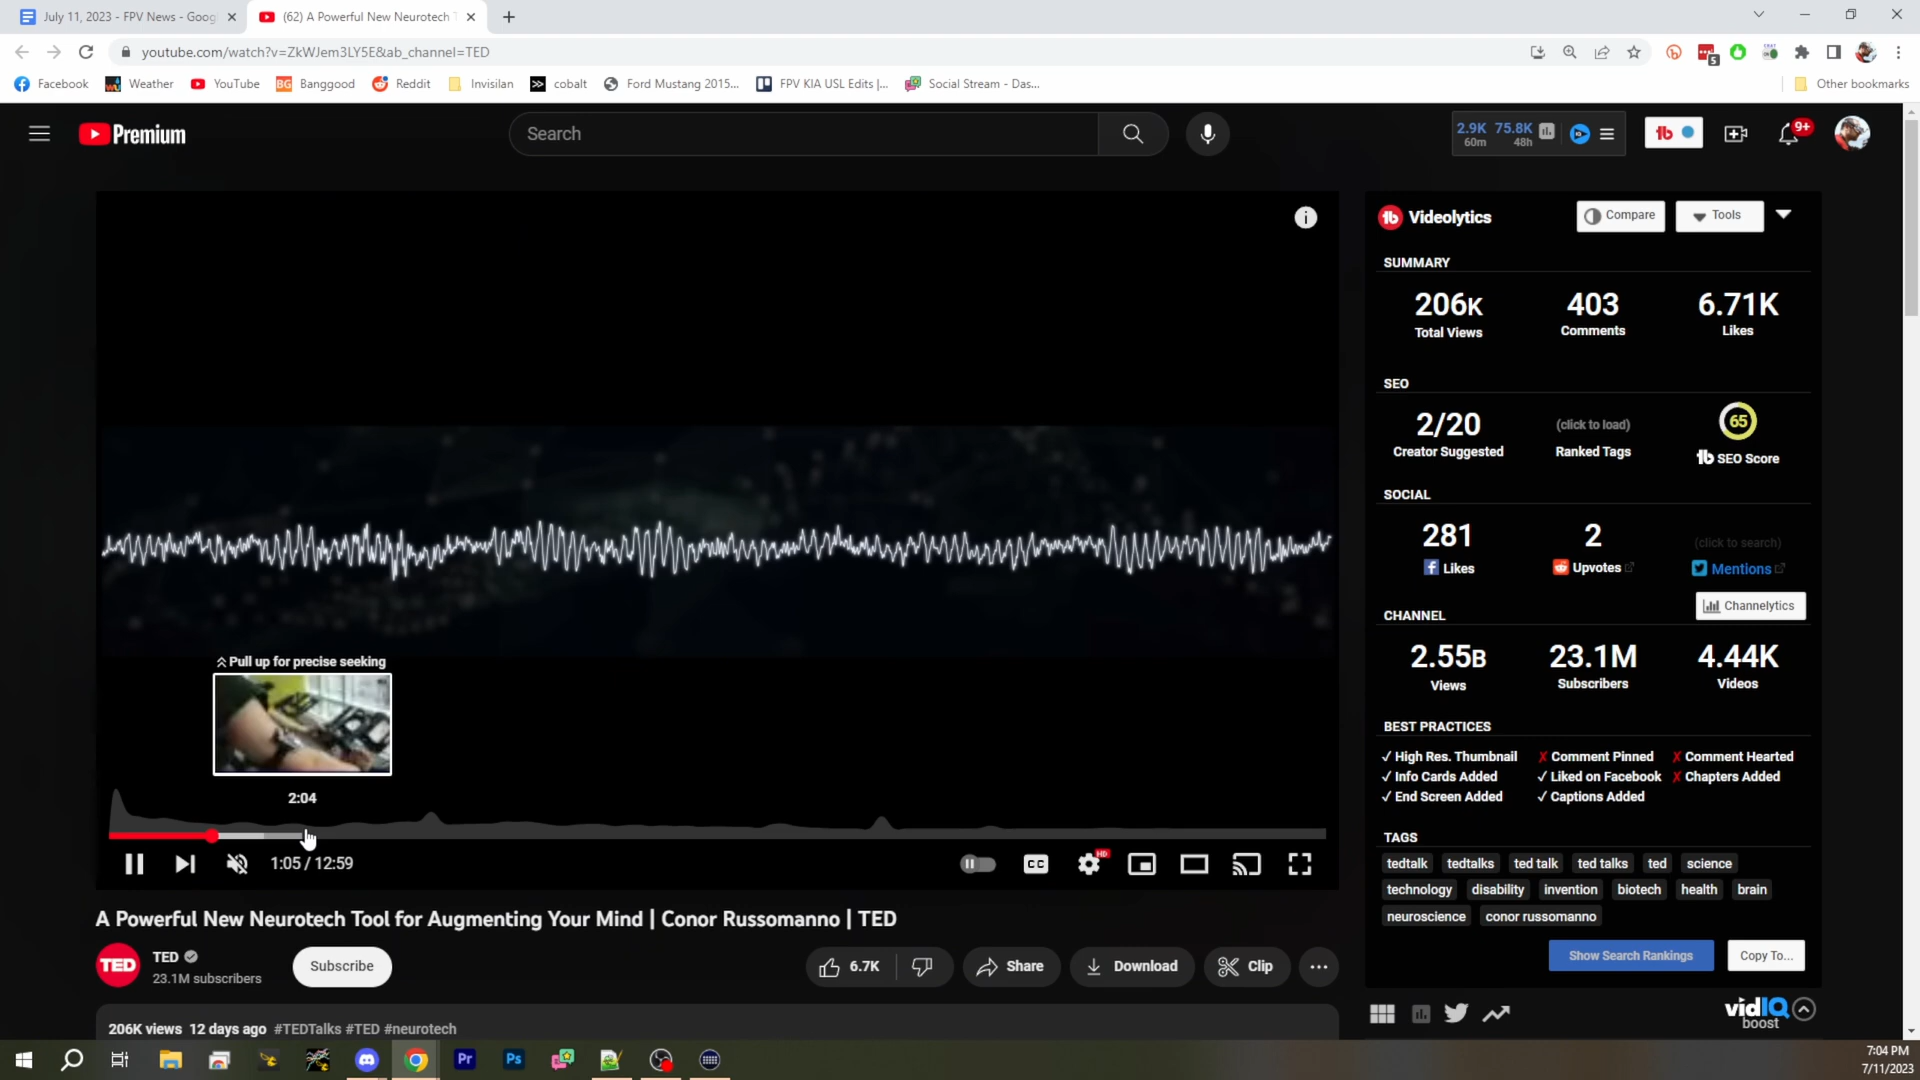 July 11, 2023 - FPV News - Goog
(62) A Powerful New Neurotech T
youtube.com/watch?v=ZkWJem3LY5E&ab_channel=TED
5
Facebook Weather YouTube BG Banggood Reddit Invisilan cobalt Ford Mustang 2015... FPV KIA USL Edits |... Social Stream - Das... Other bookmarks
Premium
Search
2.9K 75.8K
60m 48h
9+
Videolytics
Compare
Tools
SUMMARY
206K 403 6.71K
Total Views Comments Likes
SEO
2/20 (click to load) 65
Creator Suggested Ranked Tags SEO Score
SOCIAL
281 2 (click to search)
Likes Upvotes Mentions
Channelytics
CHANNEL
2.55B 23.1M 4.44K
Views Subscribers Videos
BEST PRACTICES
✓ High Res. Thumbnail ✗ Comment Pinned ✗ Comment Hearted
✓ Info Cards Added ✓ Liked on Facebook ✗ Chapters Added
✓ End Screen Added ✓ Captions Added
TAGS
tedtalk tedtalks ted talk ted talks ted science
technology disability invention biotech health brain
neuroscience conor russomanno
Show Search Rankings Copy To...
vidIQ
boost
Pull up for precise seeking
2:04
1:05 / 12:59
CC
HD
A Powerful New Neurotech Tool for Augmenting Your Mind | Conor Russomanno | TED
TED
TED
23.1M subscribers
Subscribe
6.7K
Share
Download
Clip
206K views 12 days ago #TEDTalks #TED #neurotech
Pr
Ps
7:04 PM
7/11/2023